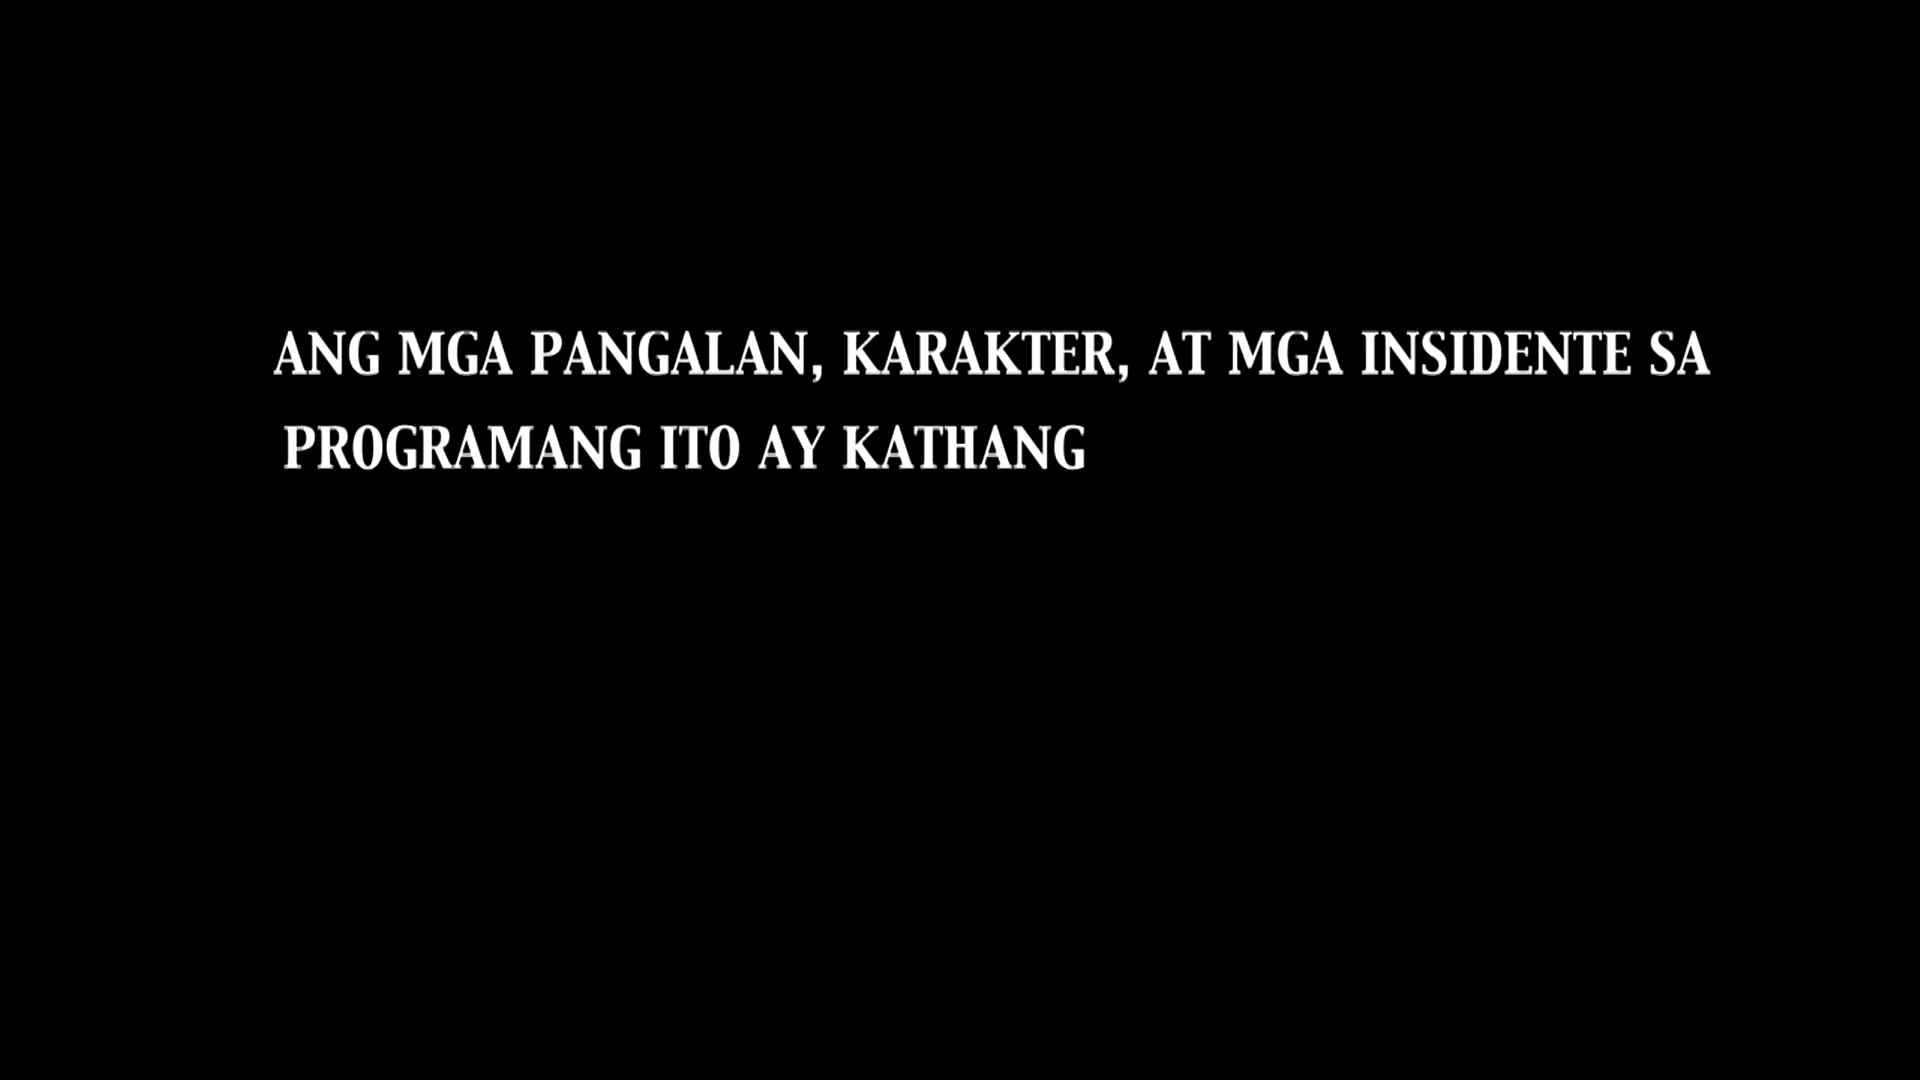 ANG MGA PANGALAN, KARAKTER, AT MGA INSIDENTE SA
PROGRAMANG ITO AY KATHANG